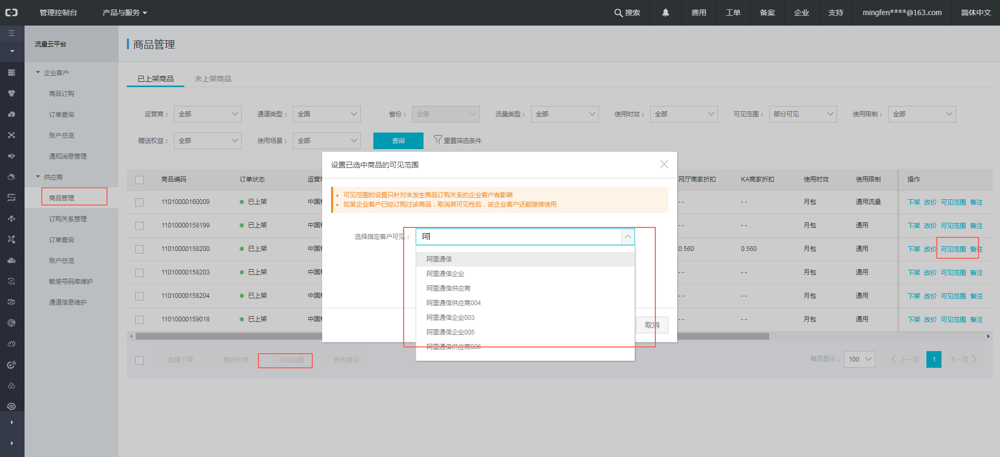 管理控制台 产品与服务 搜索 费用 工单 备案 企业 支持 mingfen****@163.com 简体中文
流量云平台
企业客户
商品订购
订单查询
账户总览
通知消息管理
供应商
商品管理
订购关系管理
订单查询
账户总览
敏感号码库维护
通道信息维护
商品管理
已上架商品 未上架商品
运营商： 全部 通道类型： 全国 省份： 全部 流量类型： 全部 使用时效： 全部 可见范围： 部分可见 使用限制： 全部
赠送权益： 全部 使用场景： 全部 查询 重置筛选条件
商品编码 订单状态 运营 网厅商家折扣 KA商家折扣 使用时效 使用限制 操作
11010000160009 已上架 中国 - - - - 月包 通用流量 下架 改价 可见范围 备注
11010000158199 已上架 中国 - - - - 月包 通用 下架 改价 可见范围 备注
11010000158200 已上架 中国 0.560 0.560 月包 通用 下架 改价 可见范围 备注
11010000158203 已上架 中国 - - - - 月包 通用 下架 改价 可见范围 备注
11010000158204 已上架 中国 - - - - 月包 通用 下架 改价 可见范围 备注
11010000159018 已上架 中国 - - - - 月包 通用 下架 改价 可见范围 备注
批量下架 修改价格 可见范围 修改备注 每页显示： 100 上一页 1 下一页
设置已选中商品的可见范围
可见范围的设置只针对未发生商品订购关系的企业客户有影响
如某企业客户已经订购过该商品，取消其可见性后，该企业客户还能继续使用
选择指定客户可见： 阿
阿里通信
阿里通信企业
阿里通信供应商
阿里通信供应商004
阿里通信企业003
阿里通信企业005
阿里通信供应商006
取消